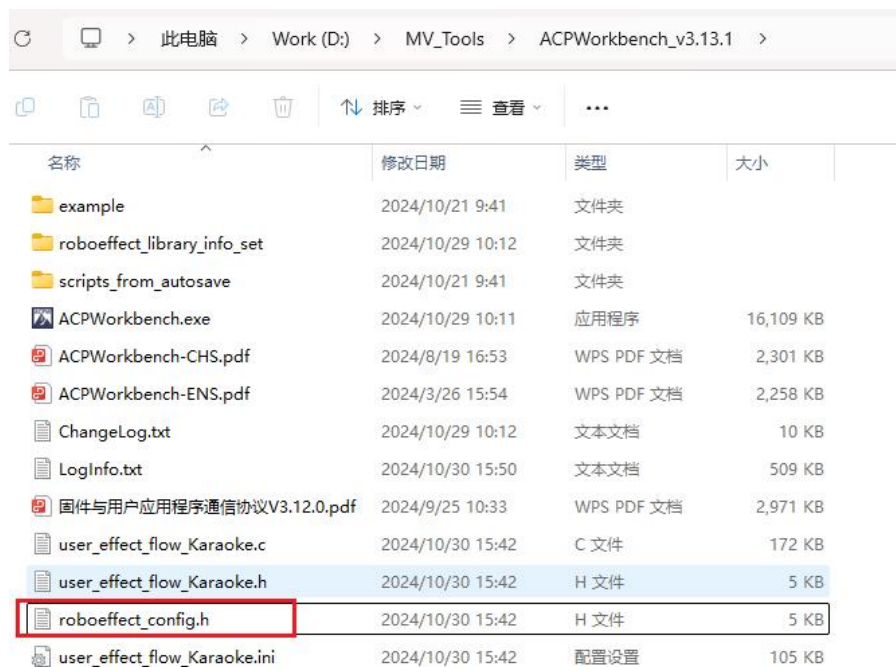 此电脑 > Work (D:) > MV_Tools > ACPWorkbench_v3.13.1 >
排序 查看 ...
名称 修改日期 类型 大小
example 2024/10/21 9:41 文件夹
roboeffect_library_info_set 2024/10/29 10:12 文件夹
scripts_from_autosave 2024/10/21 9:41 文件夹
ACPWorkbench.exe 2024/10/29 10:11 应用程序 16,109 KB
ACPWorkbench-CHS.pdf 2024/8/19 16:53 WPS PDF 文档 2,301 KB
ACPWorkbench-ENS.pdf 2024/3/26 15:54 WPS PDF 文档 2,258 KB
ChangeLog.txt 2024/10/29 10:12 文本文档 10 KB
LogInfo.txt 2024/10/30 15:50 文本文档 509 KB
固件与用户应用程序通信协议V3.12.0.pdf 2024/9/25 10:33 WPS PDF 文档 2,971 KB
user_effect_flow_Karaoke.c 2024/10/30 15:42 C 文件 172 KB
user_effect_flow_Karaoke.h 2024/10/30 15:42 H 文件 5 KB
roboeffect_config.h 2024/10/30 15:42 H 文件 5 KB
user_effect_flow_Karaoke.ini 2024/10/30 15:42 配置设置 105 KB